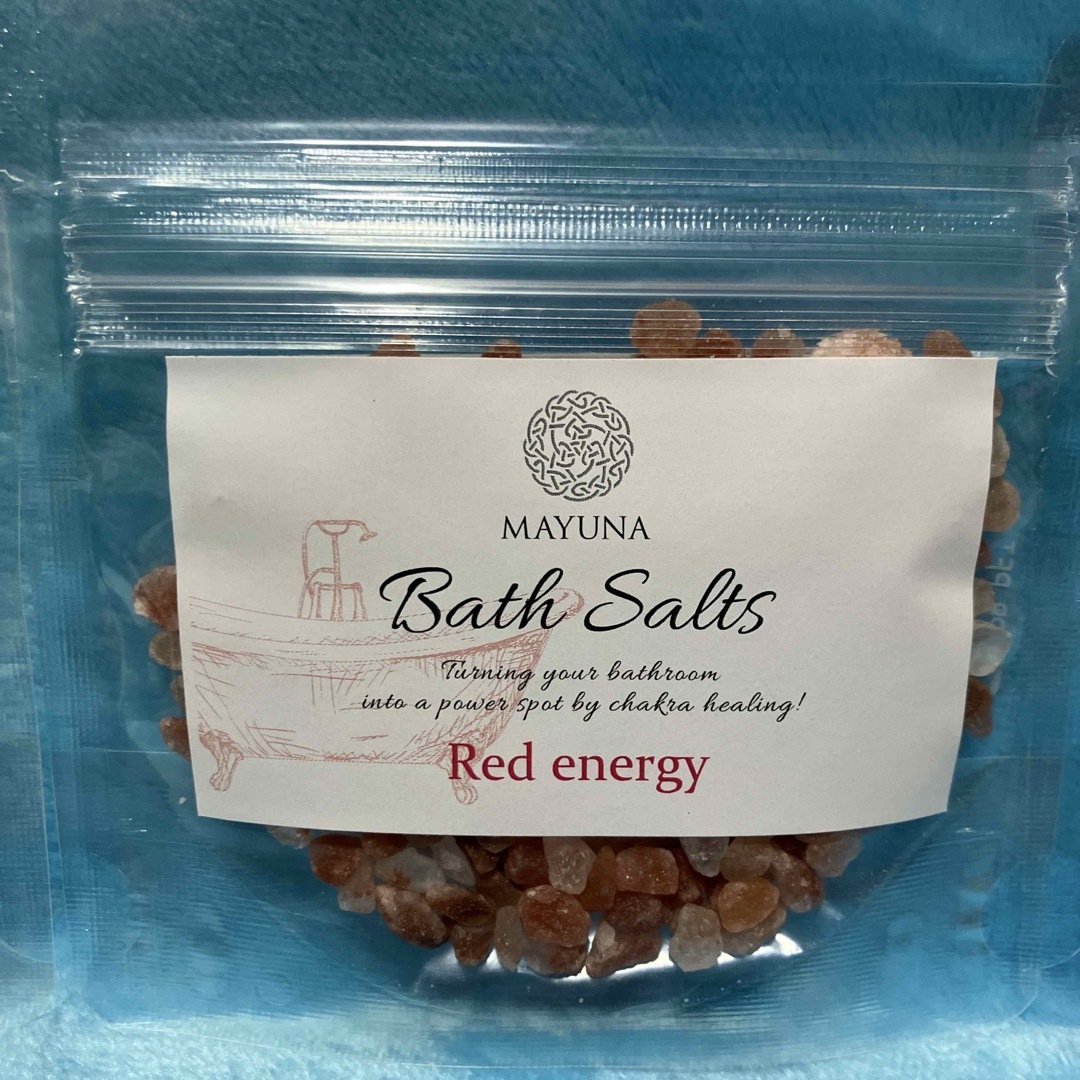 MAYUNA
Bath Salts
Turning your bathroom
into a power spot by chakra healing!
Red energy